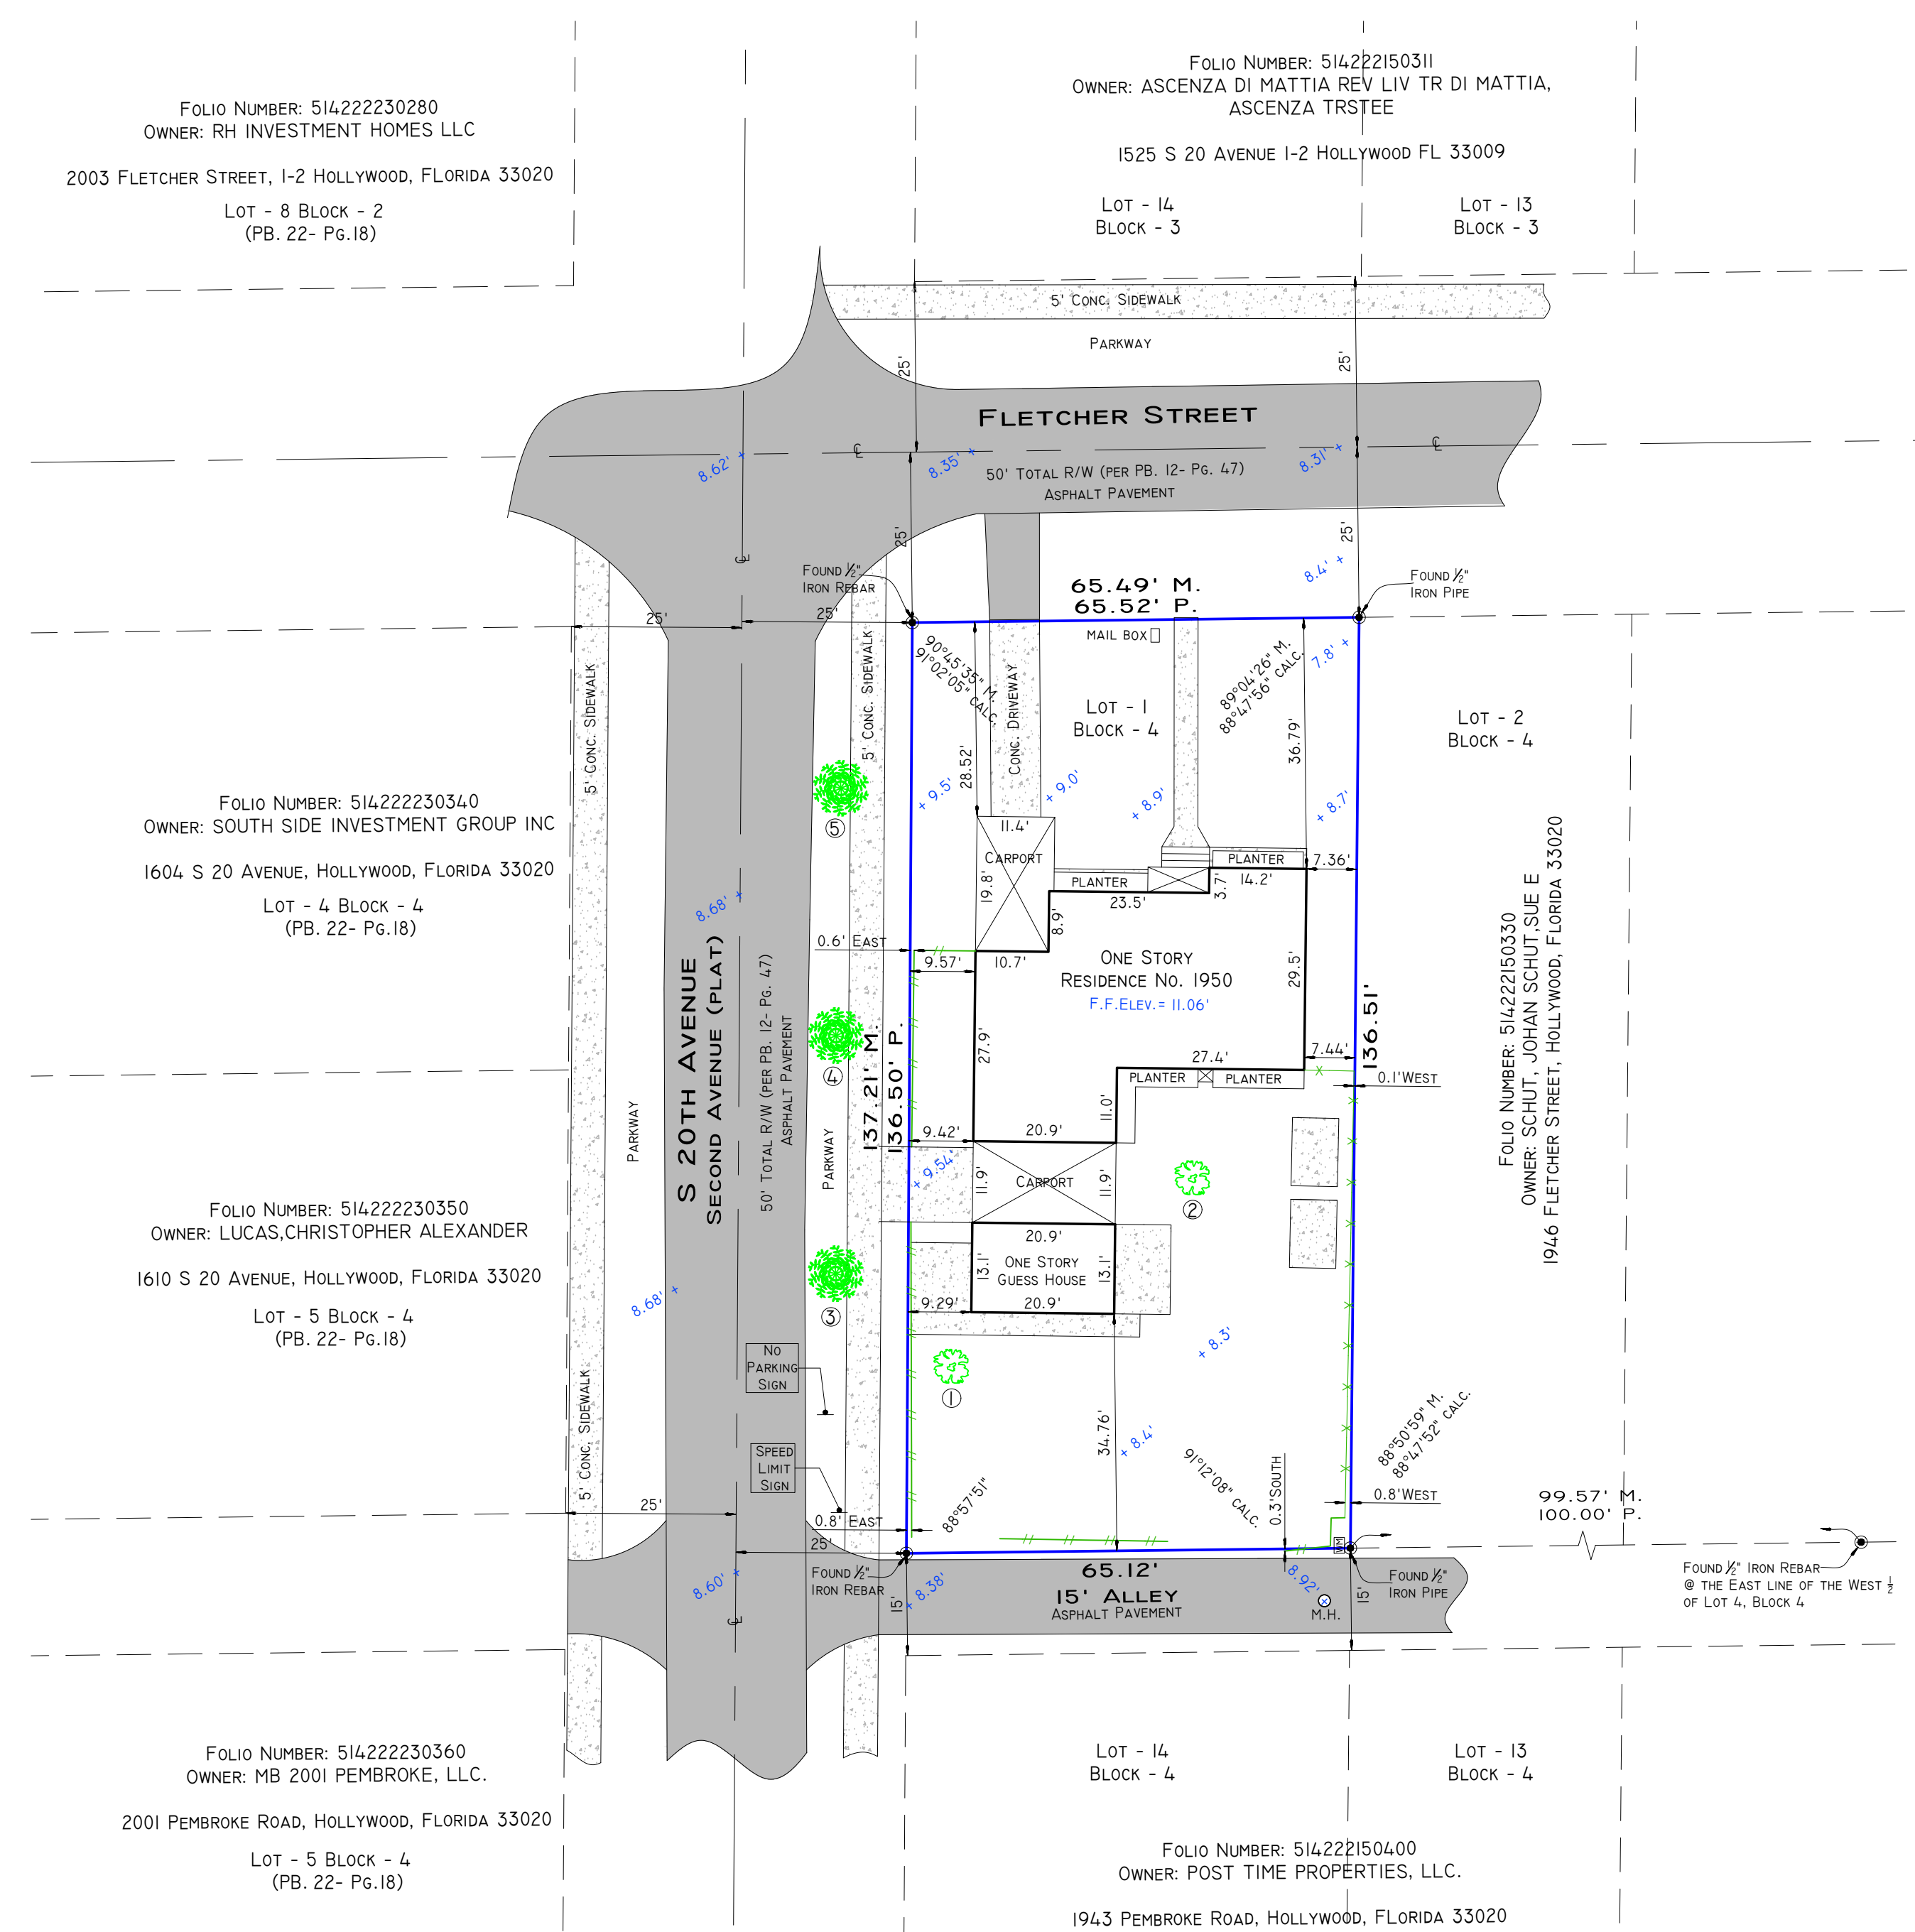 Folio Number: 514222230280
Owner: RH INVESTMENT HOMES LLC
2003 Fletcher Street, 1-2 Hollywood, FLorida 33020
Lot - 8 Block - 2
(PB. 22- Pg.18)
Folio Number: 514222150311
Owner: ASCENZA DI MATTIA REV LIV TR DI MATTIA,
ASCENZA TRSTEE
1525 S 20 Avenue 1-2 Hollywood FL 33009
Lot - 14
Block - 3
Lot - 13
Block - 3
5' Conc. Sidewalk
Parkway
25'
25'
Fletcher Street
50' Total R/W (per PB. 12- Pg. 47)
Asphalt Pavement
8.62' +
8.35' +
8.31' +
25'
25'
8.4' +
Found ½"
Iron Rebar
65.49' M.
65.52' P.
Found ½"
Iron Pipe
25'
25'
MAIL BOX
90°45'35" M.
91°02'05" CALC.
89°04'26" M.
88°47'56" CALC.
7.8' +
5' Conc. Sidewalk
5' Conc. Sidewalk
Conc. Driveway
Lot - 1
Block - 4
Lot - 2
Block - 4
28.52'
36.79'
+ 9.5'
+ 9.0'
+ 8.9'
+ 8.7'
5
Folio Number: 514222230340
Owner: SOUTH SIDE INVESTMENT GROUP INC
1604 S 20 Avenue, Hollywood, Florida 33020
Lot - 4 Block - 4
(PB. 22- Pg.18)
11.4'
Carport
19.8'
PLANTER
PLANTER
14.2'
7.36'
3.7'
23.5'
8.9'
8.68' +
0.6' East
9.57'
10.7'
One Story
Residence No. 1950
F.F.Elev.= 11.06'
29.5'
27.9'
S 20th Avenue
Second Avenue (Plat)
50' Total R/W (per PB. 12- Pg. 47)
Asphalt Pavement
137.21' M.
136.50' P.
136.51'
Folio Number: 514222150330
Owner: SCHUT, JOHAN SCHUT,SUE E
1946 Fletcher Street, Hollywood, Florida 33020
4
27.4'
7.44'
PLANTER
PLANTER
0.1'West
11.0'
Parkway
Parkway
9.42'
20.9'
+ 9.54'
11.9'
Carport
11.9'
2
Folio Number: 514222230350
Owner: LUCAS,CHRISTOPHER ALEXANDER
1610 S 20 Avenue, Hollywood, Florida 33020
Lot - 5 Block - 4
(PB. 22- Pg.18)
20.9'
13.1'
One Story
Guess House
13.1'
9.29'
20.9'
8.68' +
3
+ 8.3'
No
Parking
Sign
1
34.76'
+ 8.4'
5' Conc. Sidewalk
Speed
Limit
Sign
88°57'51"
91°12'08" CALC.
0.3'South
88°50'59" M.
88°47'52" CALC.
0.8'West
99.57' M.
100.00' P.
25'
0.8' East
25'
WM
Found ½"
Iron Rebar
8.60' +
+ 8.38'
15'
65.12'
15' Alley
Asphalt Pavement
8.92'
M.H.
15'
Found ½"
Iron Pipe
Found ½" Iron Rebar
@ the East line of the West ½
of Lot 4, Block 4
Folio Number: 514222230360
Owner: MB 2001 PEMBROKE, LLC.
2001 Pembroke Road, Hollywood, Florida 33020
Lot - 5 Block - 4
(PB. 22- Pg.18)
Lot - 14
Block - 4
Lot - 13
Block - 4
Folio Number: 514222150400
Owner: POST TIME PROPERTIES, LLC.
1943 Pembroke Road, Hollywood, FLorida 33020